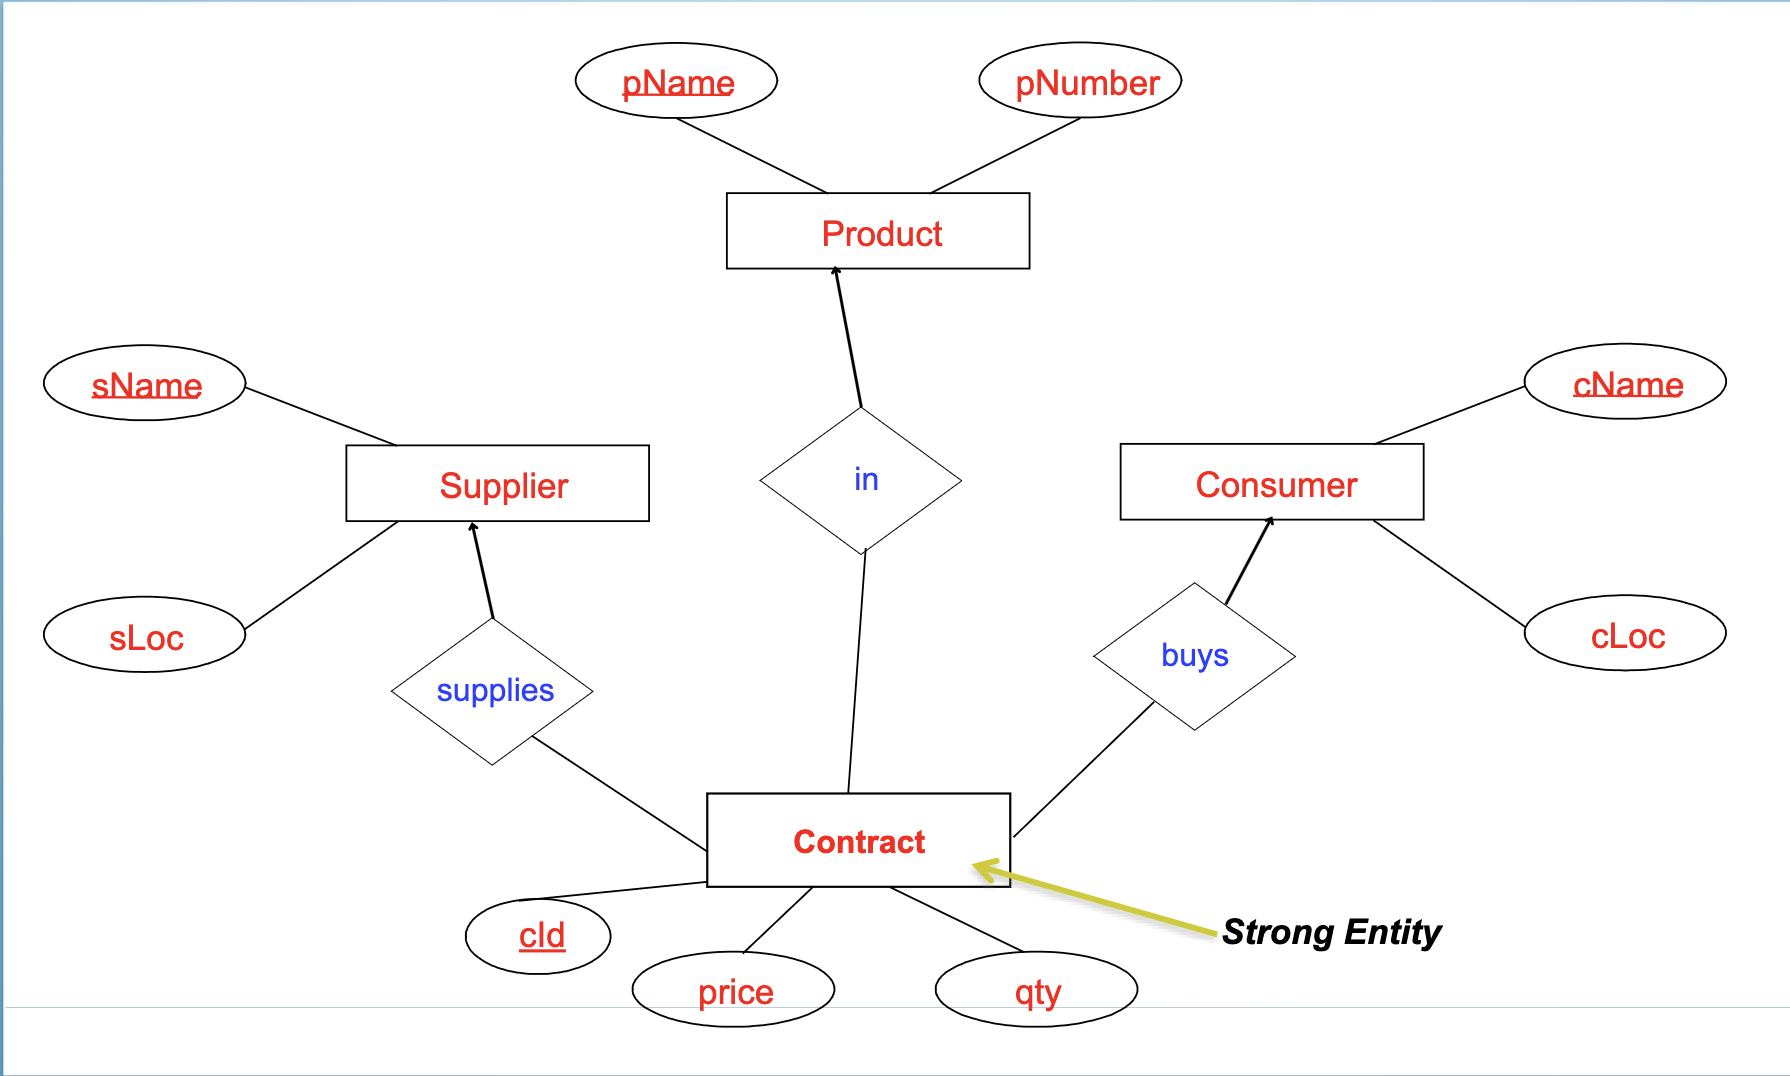 pName
pNumber
Product
sName
cName
Supplier
in
Consumer
sLoc
cLoc
supplies
buys
Contract
cId
Strong Entity
price
qty